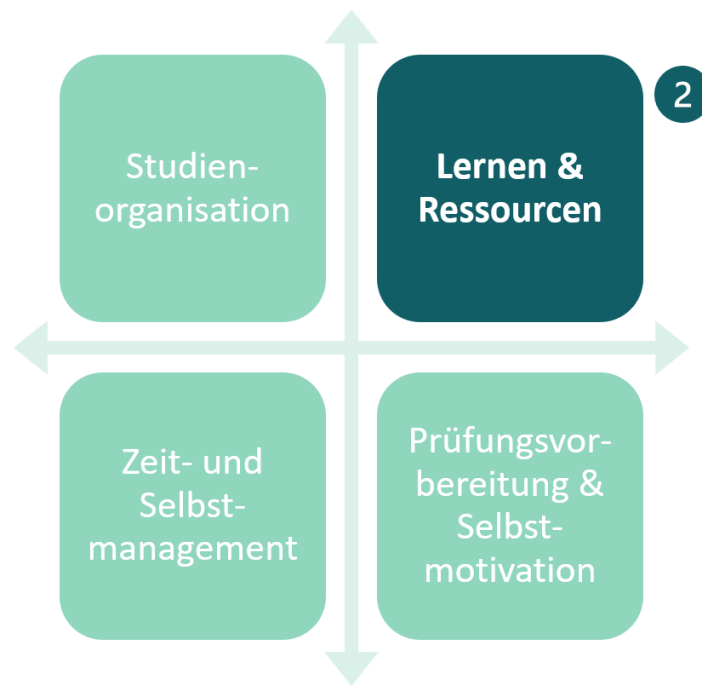 Studien-
organisation
Lernen &
Ressourcen
2
Zeit- und
Selbst-
management
Prüfungsvor-
bereitung &
Selbst-
motivation